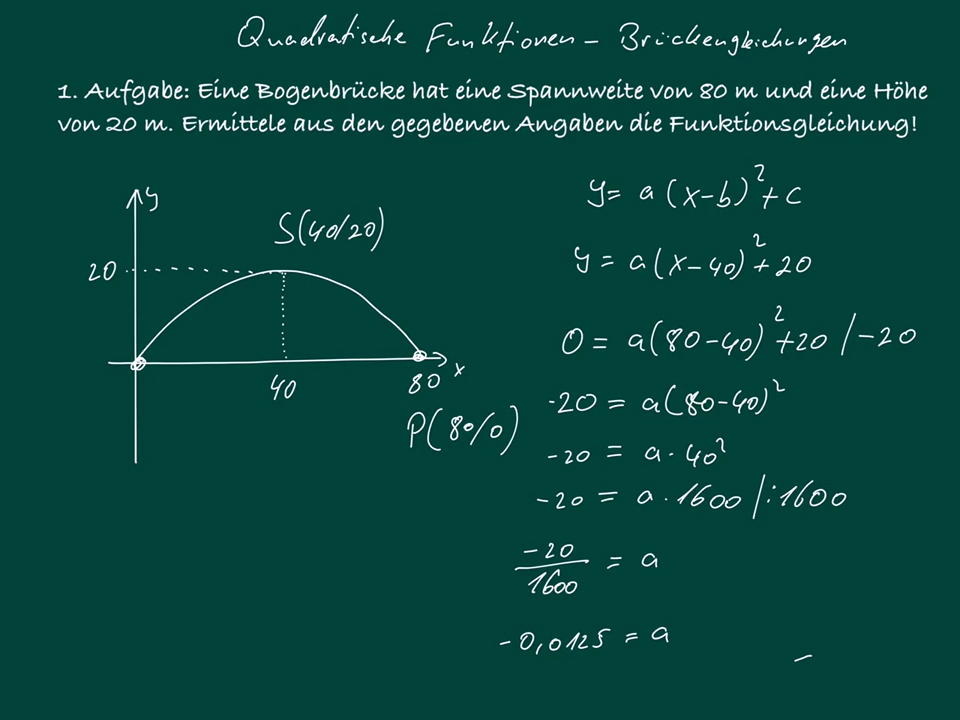 Quadratische Funktionen – Brückengleichungen
1. Aufgabe: Eine Bogenbrücke hat eine Spannweite von 80 m und eine Höhe
von 20 m. Ermittele aus den gegebenen Angaben die Funktionsgleichung!
y
S(40/20)
20
40
80
x
P(80/0)
y = a(x-b)²+c
y = a(x-40)²+20
0 = a(80-40)²+20 /-20
-20 = a(80-40)²
-20 = a·40²
-20 = a·1600 /:1600
-20/1600 = a
-0,0125 = a